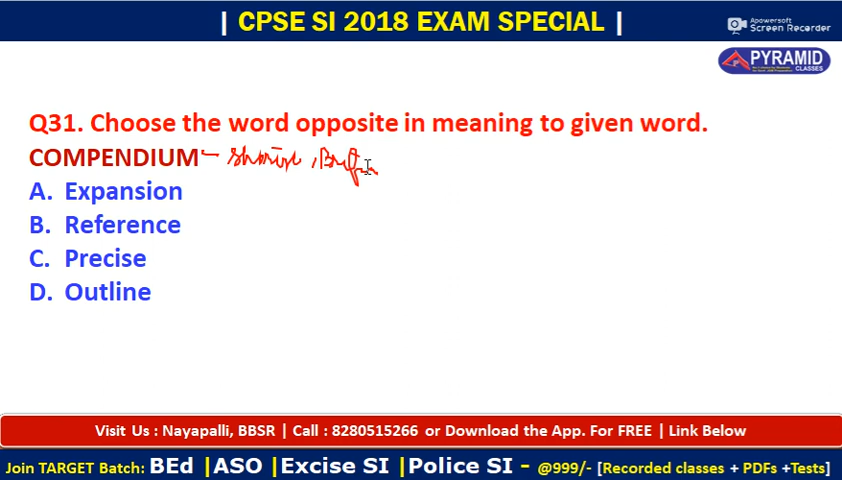 | CPSE SI 2018 EXAM SPECIAL |
Apowersoft
Screen Recorder
PYRAMID
CLASSES
Q31. Choose the word opposite in meaning to given word.
COMPENDIUM –
A. Expansion
B. Reference
C. Precise
D. Outline
Visit Us : Nayapalli, BBSR | Call : 8280515266 or Download the App. For FREE | Link Below
Join TARGET Batch: BEd |ASO |Excise SI |Police SI – @999/- [Recorded classes + PDFs +Tests]